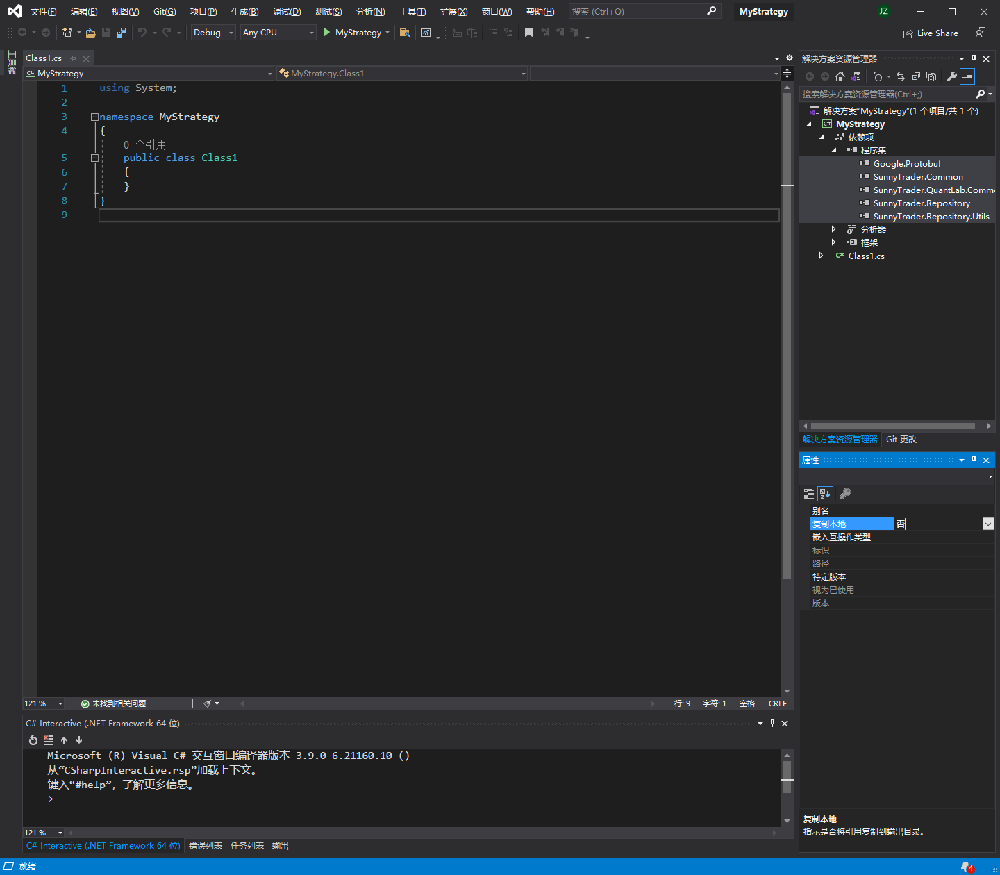 文件(F) 编辑(E) 视图(V) Git(G) 项目(P) 生成(B) 调试(D) 测试(S) 分析(N) 工具(T) 扩展(X) 窗口(W) 帮助(H) 搜索 (Ctrl+Q) MyStrategy JZ
Debug Any CPU MyStrategy Live Share
工具箱
Class1.cs
MyStrategy MyStrategy.Class1
1 using System;
2
3 namespace MyStrategy
4 {
0 个引用
5 public class Class1
6 {
7 }
8 }
9
121 % 未找到相关问题 行: 9 字符: 1 空格 CRLF
C# Interactive (.NET Framework 64 位)
Microsoft (R) Visual C# 交互窗口编译器版本 3.9.0-6.21160.10 ()
从“CSharpInteractive.rsp”加载上下文。
键入“#help”，了解更多信息。
>
121 %
C# Interactive (.NET Framework 64 位) 错误列表 任务列表 输出
就绪
4
解决方案资源管理器
搜索解决方案资源管理器(Ctrl+;)
解决方案“MyStrategy”(1 个项目/共 1 个)
C# MyStrategy
依赖项
程序集
Google.Protobuf
SunnyTrader.Common
SunnyTrader.QuantLab.Comm
SunnyTrader.Repository
SunnyTrader.Repository.Utils
分析器
框架
C# Class1.cs
解决方案资源管理器 Git 更改
属性
别名
复制本地 否
嵌入互操作类型
标识
路径
特定版本
视为已使用
版本
复制本地
指示是否将引用复制到输出目录。